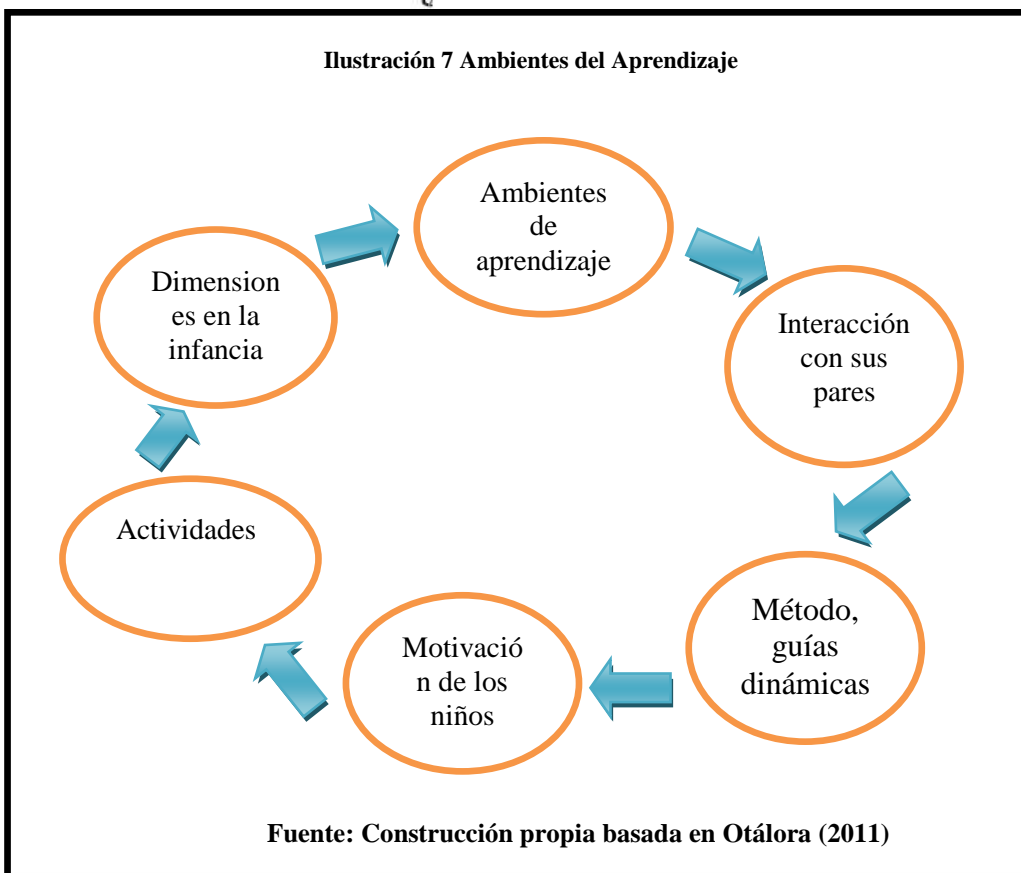 Ilustración 7 Ambientes del Aprendizaje
Ambientes
de
aprendizaje
Interacción
con sus
pares
Método,
guías
dinámicas
Motivació
n de los
niños
Actividades
Dimension
es en la
infancia
Fuente: Construcción propia basada en Otálora (2011)